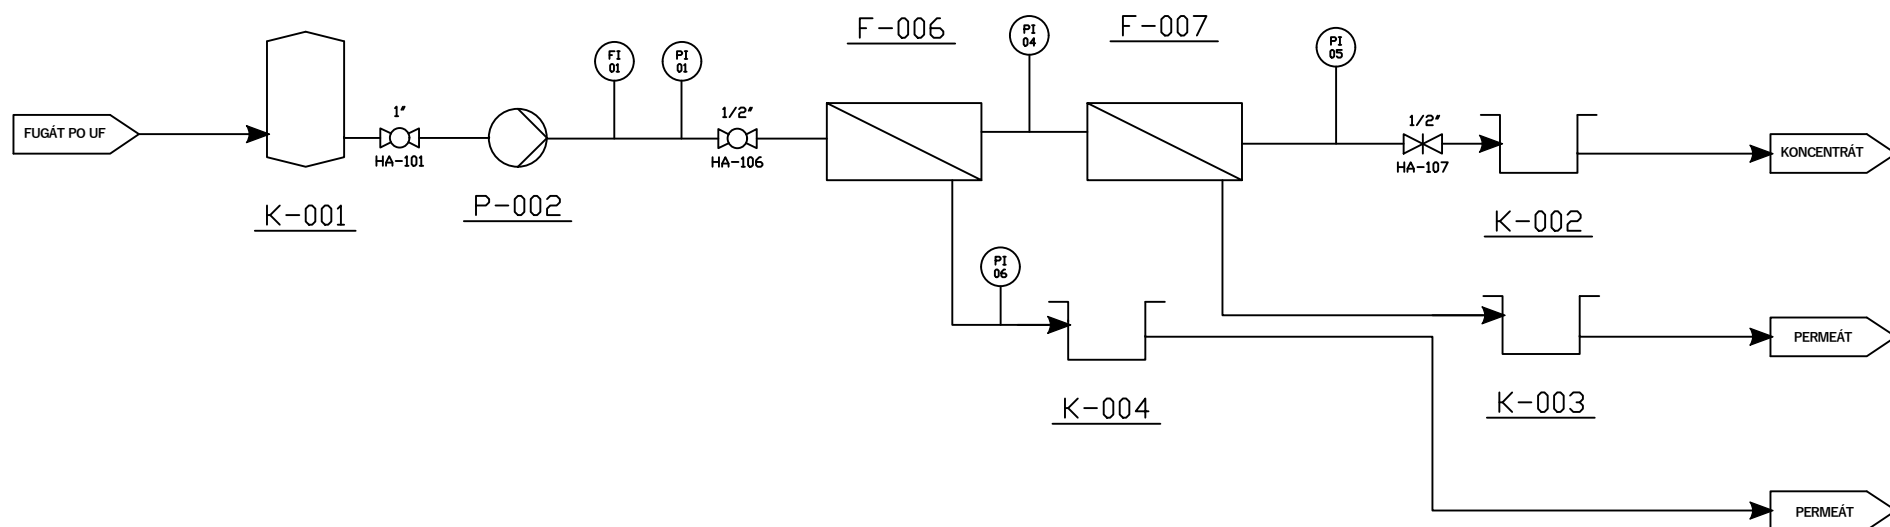 F-006
PI
04
F-007
FI
01
PI
01
PI
05
FUGÁT PO UF
1"
HA-101
1/2"
HA-106
1/2"
HA-107
KONCENTRÁT
K-001
P-002
K-002
PI
06
PERMEÁT
K-004
K-003
PERMEÁT